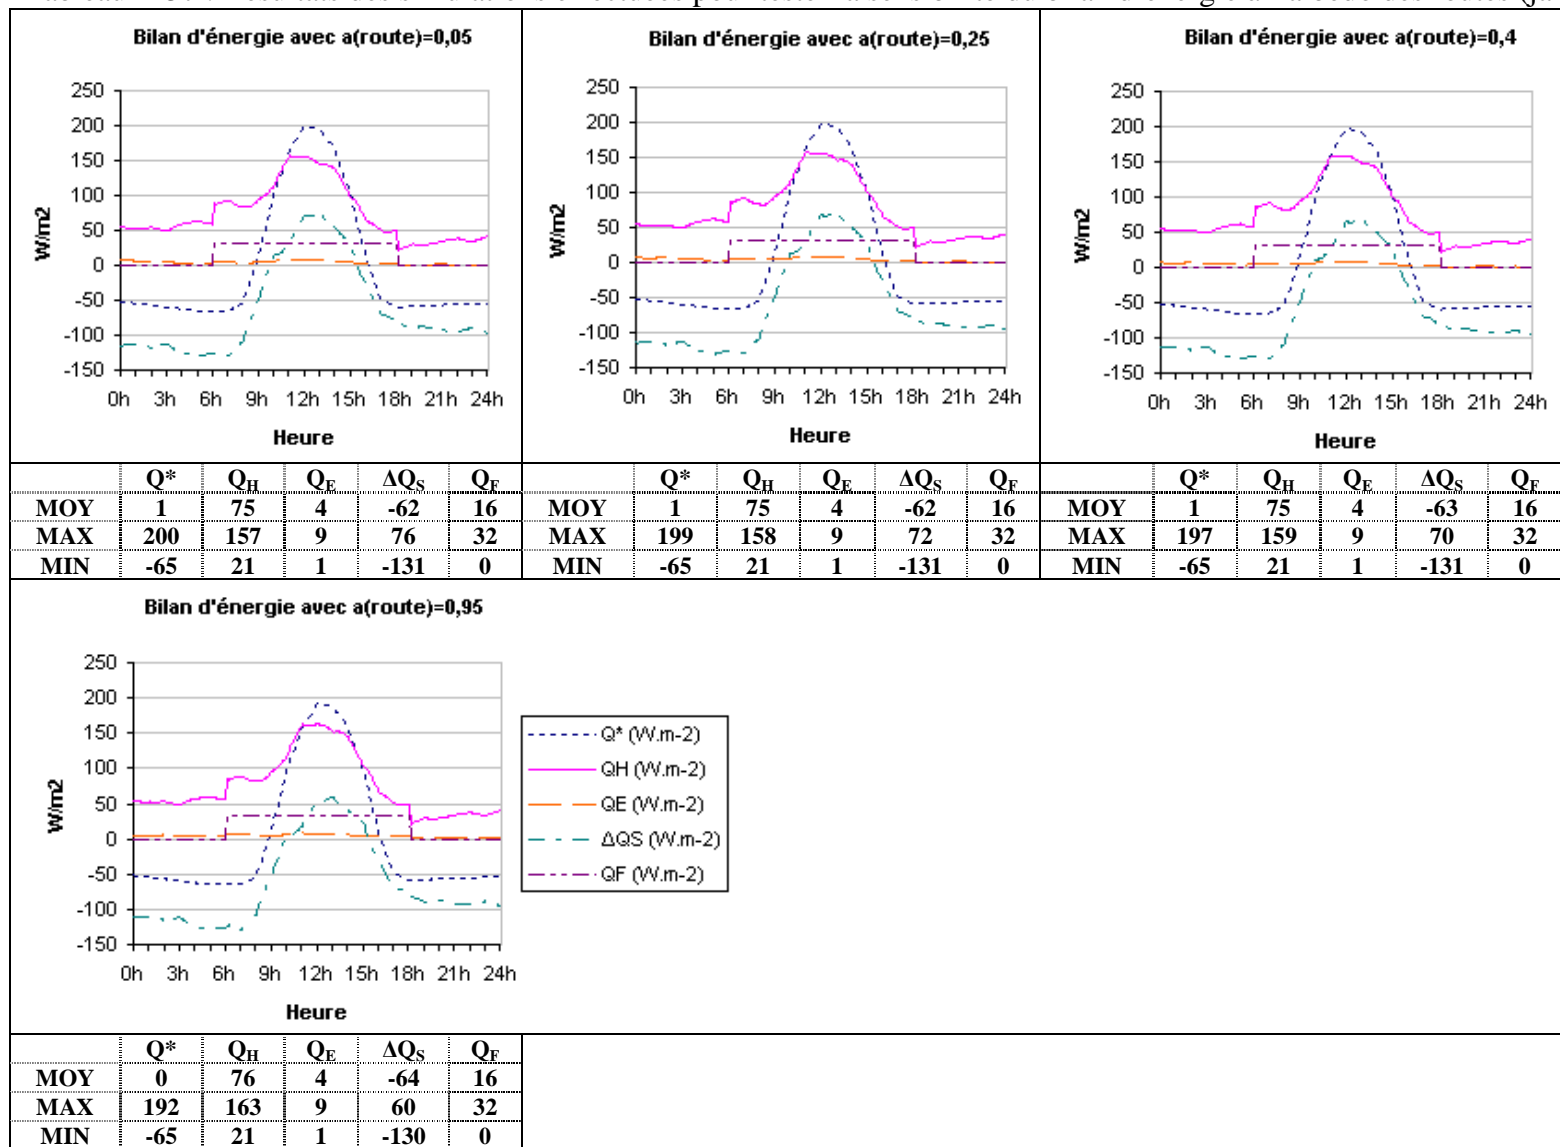 Bilan d'énergie avec a(route)=0,05
250
200
150
100
50
0
-50
-100
-150
W/m2
0h 3h 6h 9h 12h 15h 18h 21h 24h
Heure
Bilan d'énergie avec a(route)=0,25
250
200
150
100
50
0
-50
-100
-150
W/m2
0h 3h 6h 9h 12h 15h 18h 21h 24h
Heure
Bilan d'énergie avec a(route)=0,4
250
200
150
100
50
0
-50
-100
-150
W/m2
0h 3h 6h 9h 12h 15h 18h 21h 24h
Heure
Q* QH QE ΔQS QF
MOY 1 75 4 -62 16
MAX 200 157 9 76 32
MIN -65 21 1 -131 0
Q* QH QE ΔQS QF
MOY 1 75 4 -62 16
MAX 199 158 9 72 32
MIN -65 21 1 -131 0
Q* QH QE ΔQS QF
MOY 1 75 4 -63 16
MAX 197 159 9 70 32
MIN -65 21 1 -131 0
Bilan d'énergie avec a(route)=0,95
250
200
150
100
50
0
-50
-100
-150
W/m2
0h 3h 6h 9h 12h 15h 18h 21h 24h
Heure
Q* (W.m-2)
QH (W.m-2)
QE (W.m-2)
ΔQS (W.m-2)
QF (W.m-2)
Q* QH QE ΔQS QF
MOY 0 76 4 -64 16
MAX 192 163 9 60 32
MIN -65 21 1 -130 0